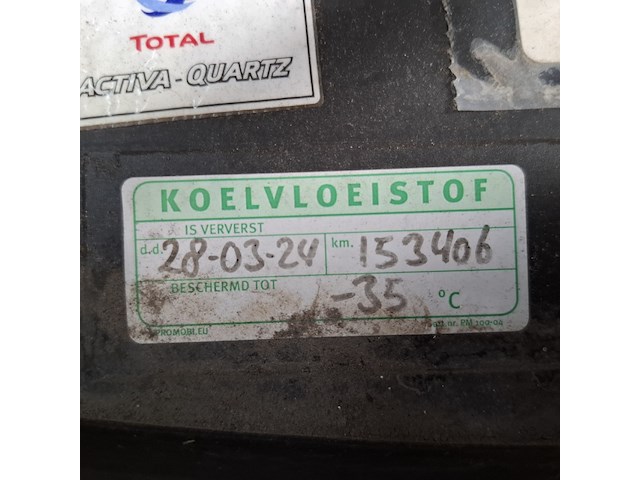 TOTAL
ACTIVA-QUARTZ
KOELVLOEISTOF
IS VERVERST
d.d. 28-03-24 km. 153406
BESCHERMD TOT -35 °C
PROMOBI.EU